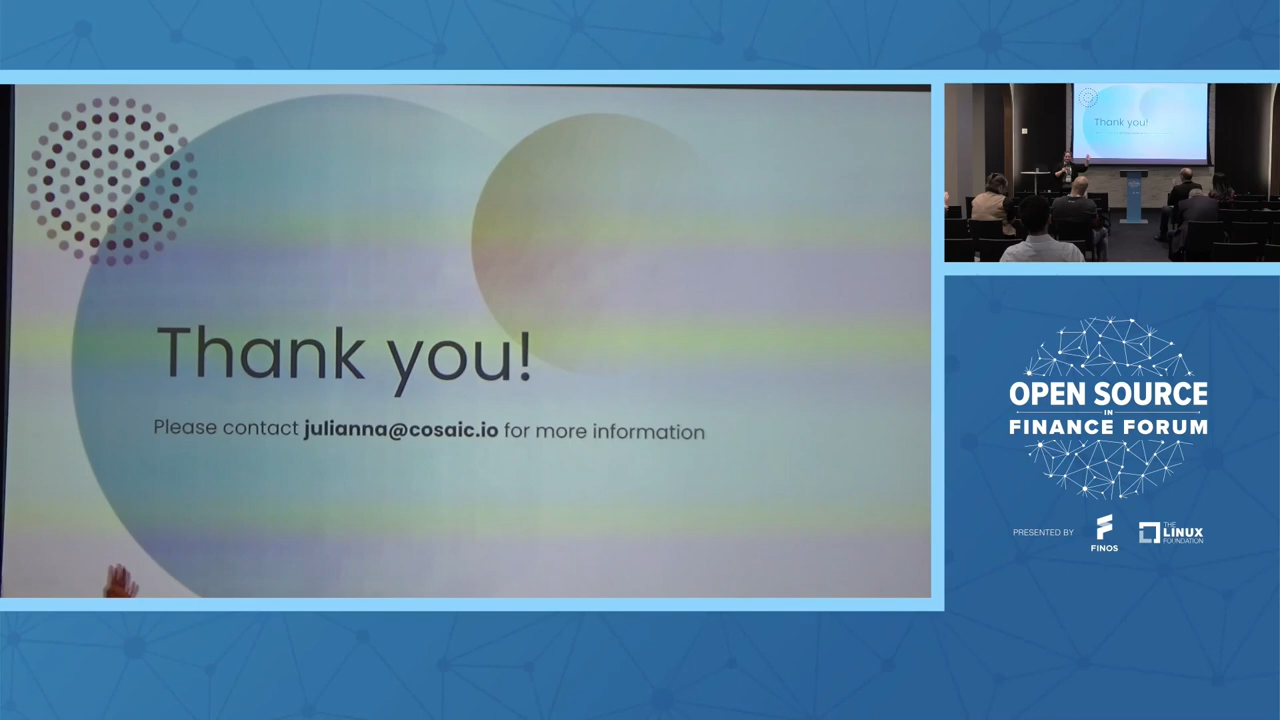 Thank you!
Please contact julianna@cosaic.io for more information
Thank you!
OPEN SOURCE
IN
FINANCE FORUM
PRESENTED BY
FINOS
THE
LINUX
FOUNDATION